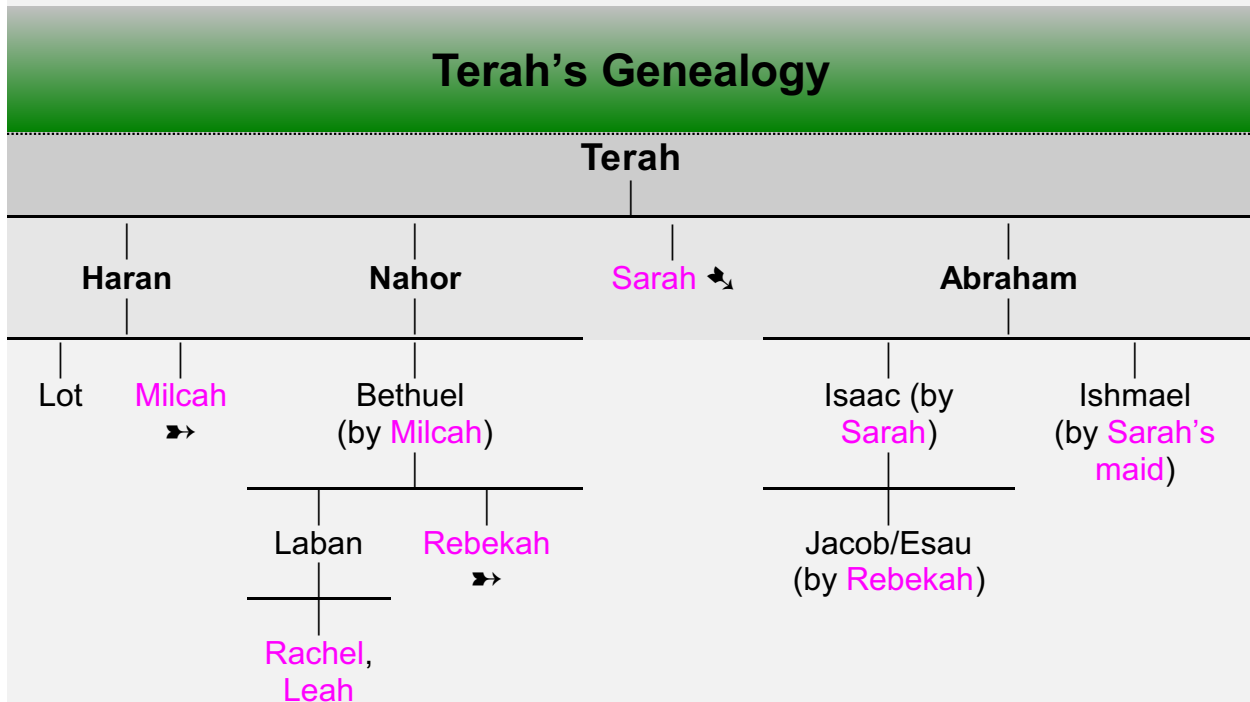 Terah’s Genealogy
Terah
Haran Nahor Sarah Abraham
Lot Milcah Bethuel Isaac (by Ishmael
(by Milcah) Sarah) (by Sarah’s
maid)
Laban Rebekah Jacob/Esau
(by Rebekah)
Rachel,
Leah